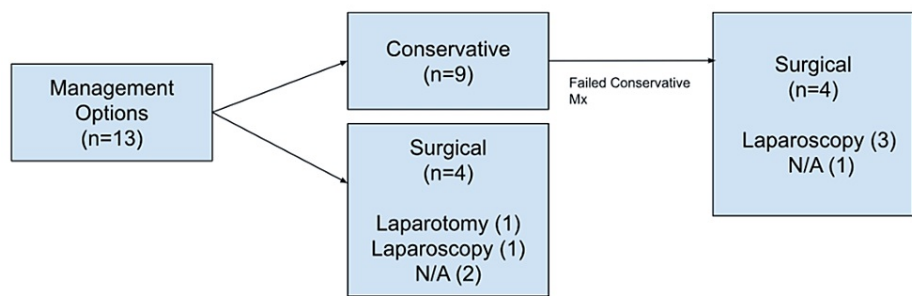 Management
Options
(n=13)
Conservative
(n=9)
Surgical
(n=4)
Laparotomy (1)
Laparoscopy (1)
N/A (2)
Failed Conservative
Mx
Surgical
(n=4)
Laparoscopy (3)
N/A (1)